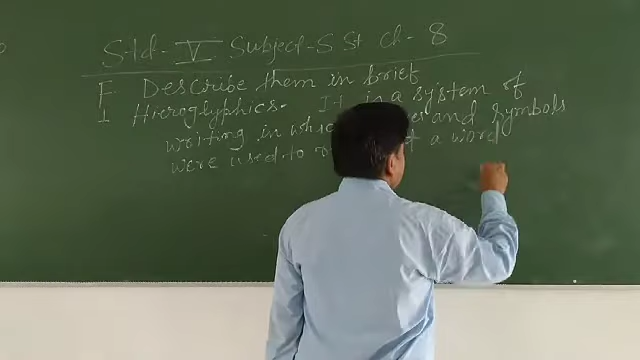 Std - V Subject - S St ch - 8
F. Describe them in brief
1 Hieroglyphics - It is a system of
writing in which and symbols
were used to a word